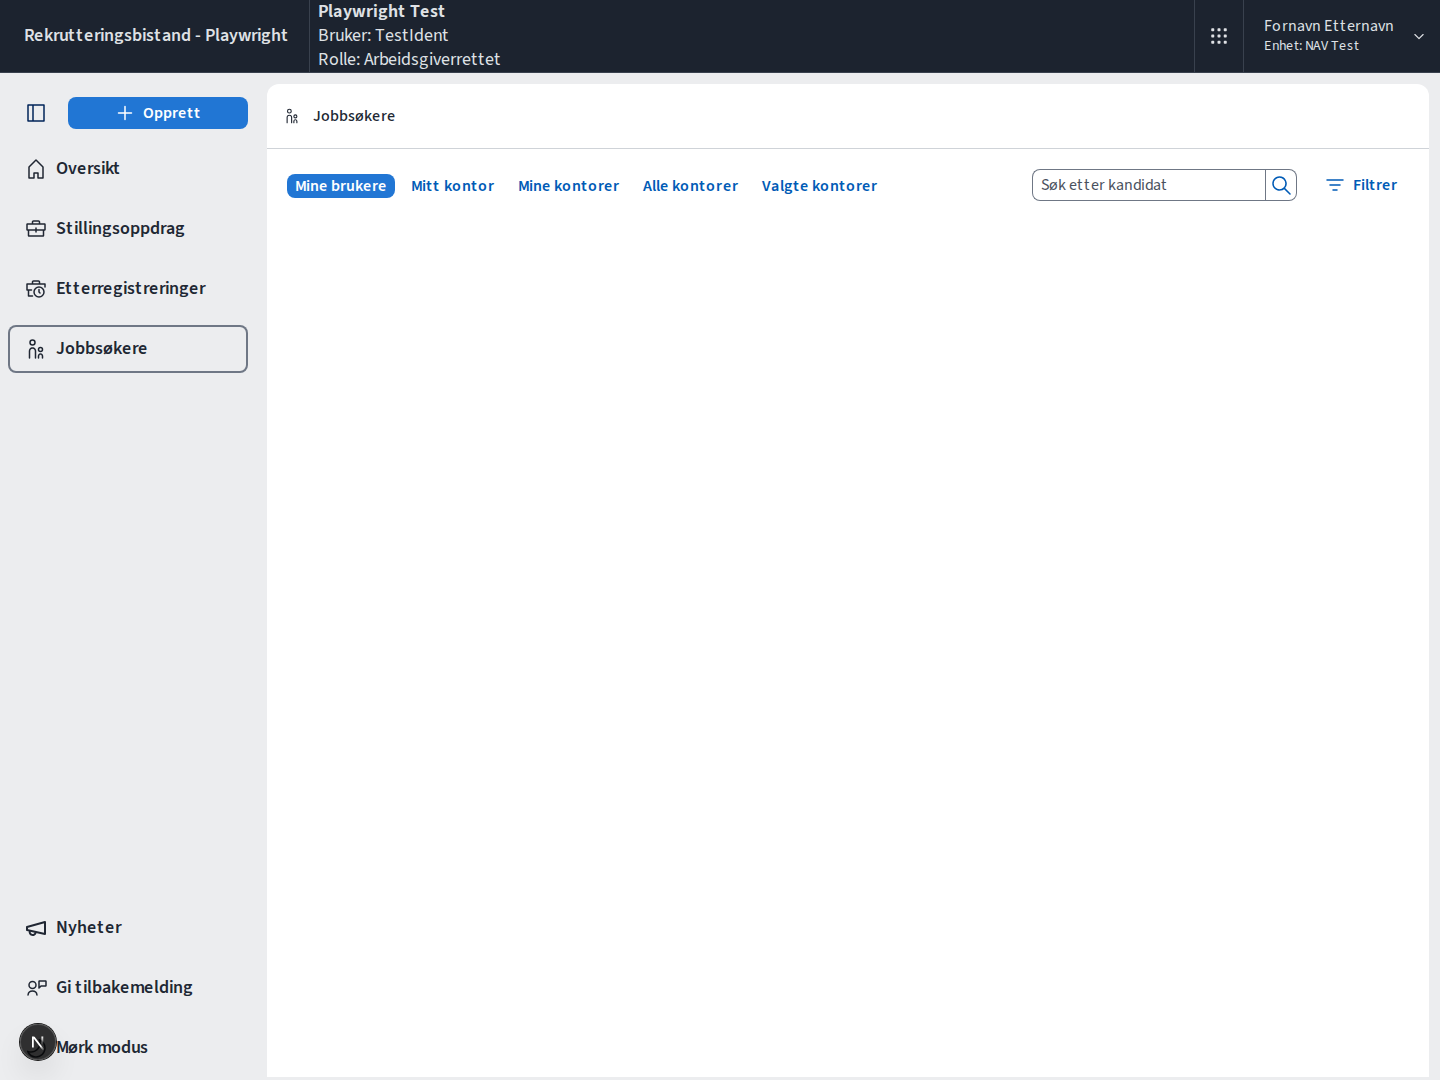 Rekrutteringsbistand - Playwright
Playwright Test
Bruker: TestIdent
Rolle: Arbeidsgiverrettet
Fornavn Etternavn
Enhet: NAV Test
Opprett
Oversikt
Stillingsoppdrag
Etterregistreringer
Jobbsøkere
Nyheter
Gi tilbakemelding
N
Mørk modus
Jobbsøkere
Mine brukere
Mitt kontor
Mine kontorer
Alle kontorer
Valgte kontorer
Søk etter kandidat
Filtrer